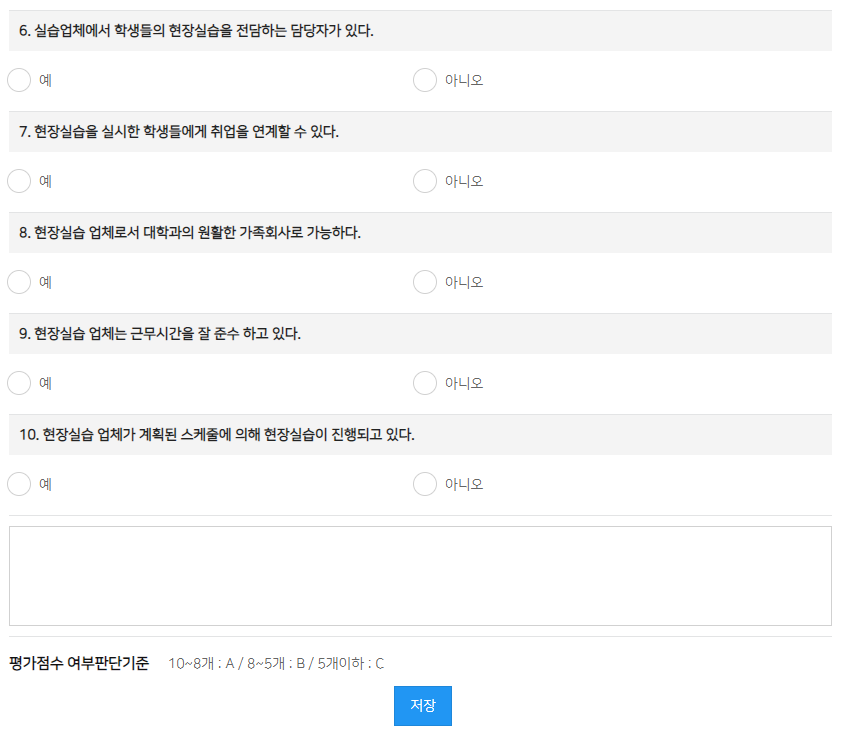 6. 실습업체에서 학생들의 현장실습을 전담하는 담당자가 있다.
예 아니오
7. 현장실습을 실시한 학생들에게 취업을 연계할 수 있다.
예 아니오
8. 현장실습 업체로서 대학과의 원활한 가족회사로 가능하다.
예 아니오
9. 현장실습 업체는 근무시간을 잘 준수 하고 있다.
예 아니오
10. 현장실습 업체가 계획된 스케줄에 의해 현장실습이 진행되고 있다.
예 아니오
평가점수 여부판단기준 10~8개 : A / 8~5개 : B / 5개이하 : C
저장